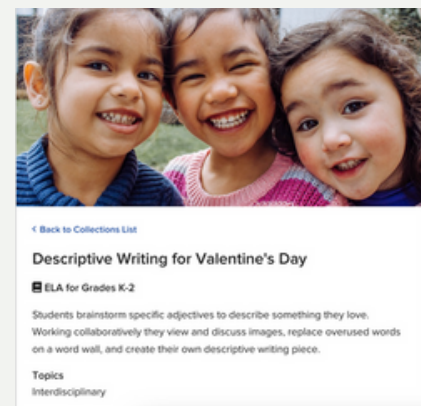 < Back to Collections List
Descriptive Writing for Valentine's Day
ELA for Grades K-2
Students brainstorm specific adjectives to describe something they love.
Working collaboratively they view and discuss images, replace overused words
on a word wall, and create their own descriptive writing piece.
Topics
Interdisciplinary